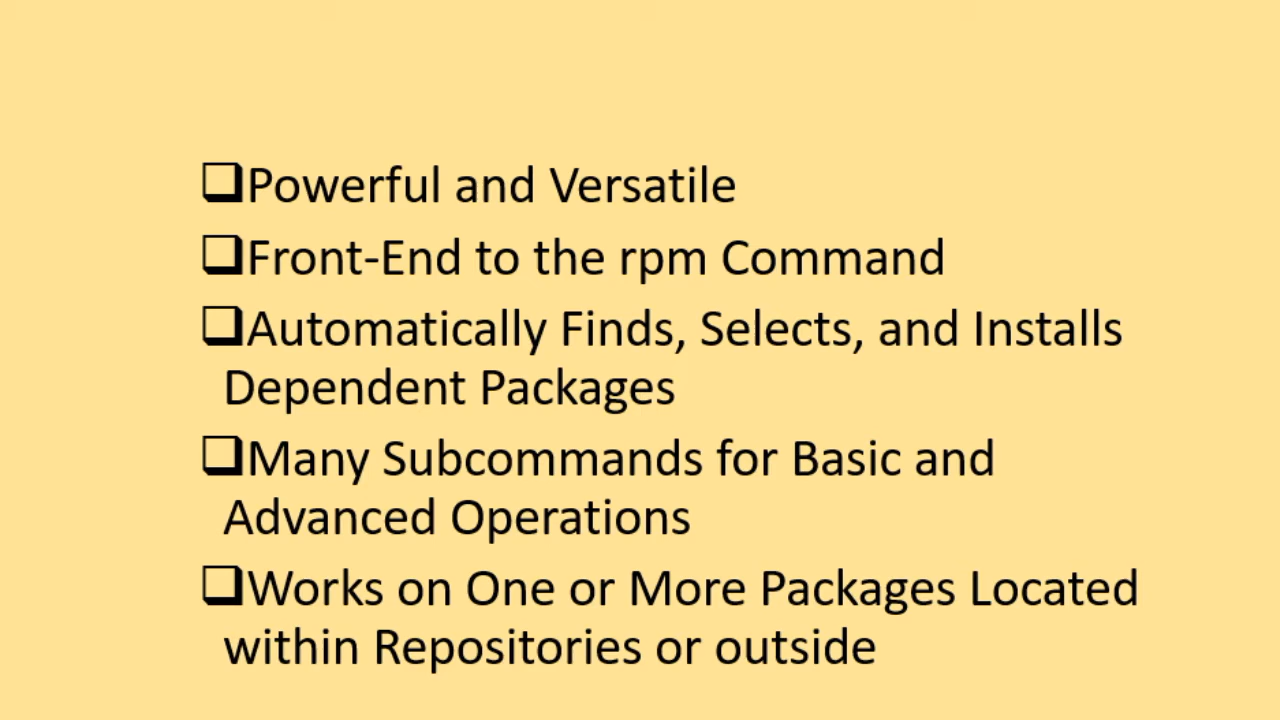 ❑Powerful and Versatile
❑Front-End to the rpm Command
❑Automatically Finds, Selects, and Installs
Dependent Packages
❑Many Subcommands for Basic and
Advanced Operations
❑Works on One or More Packages Located
within Repositories or outside